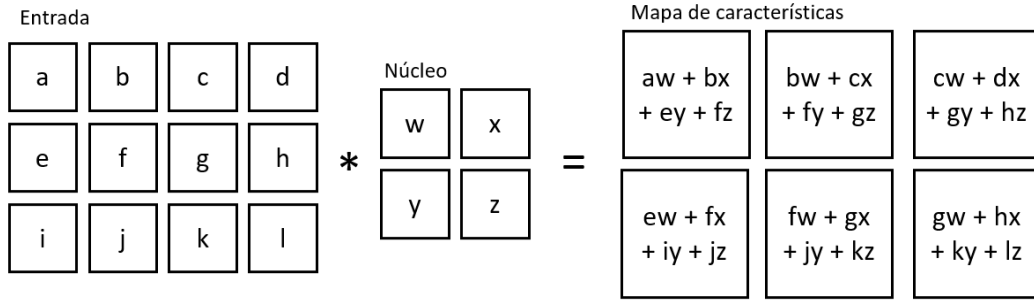 Entrada
Mapa de característícas
a b c d
Núcleo
aw + bx
+ ey + fz
bw + cx
+ fy + gz
cw + dx
+ gy + hz
w x
e f g h
*
=
y z
i j k l
ew + fx
+ iy + jz
fw + gx
+ jy + kz
gw + hx
+ ky + lz